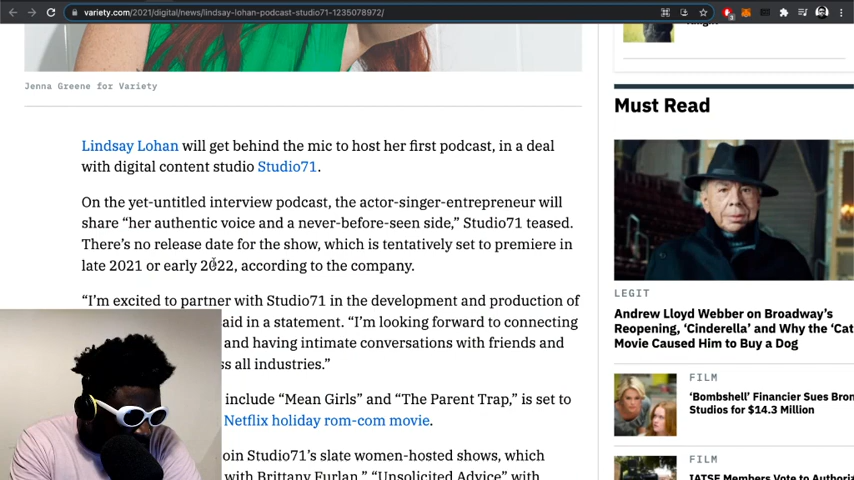 variety.com/2021/digital/news/lindsay-lohan-podcast-studio71-1235078972/
Jenna Greene for Variety
Lindsay Lohan will get behind the mic to host her first podcast, in a deal
with digital content studio Studio71.
On the yet-untitled interview podcast, the actor-singer-entrepreneur will
share “her authentic voice and a never-before-seen side,” Studio71 teased.
There’s no release date for the show, which is tentatively set to premiere in
late 2021 or early 2022, according to the company.
“I’m excited to partner with Studio71 in the development and production of
aid in a statement. “I’m looking forward to connecting
and having intimate conversations with friends and
ss all industries.”
include “Mean Girls” and “The Parent Trap,” is set to
Netflix holiday rom-com movie.
oin Studio71’s slate women-hosted shows, which
with Brittany Furlan,” “Unsolicited Advice” with
Must Read
LEGIT
Andrew Lloyd Webber on Broadway’s
Reopening, ‘Cinderella’ and Why the ‘Cat
Movie Caused Him to Buy a Dog
FILM
‘Bombshell’ Financier Sues Bron
Studios for $14.3 Million
FILM
IATSE Members Vote to Authoriz